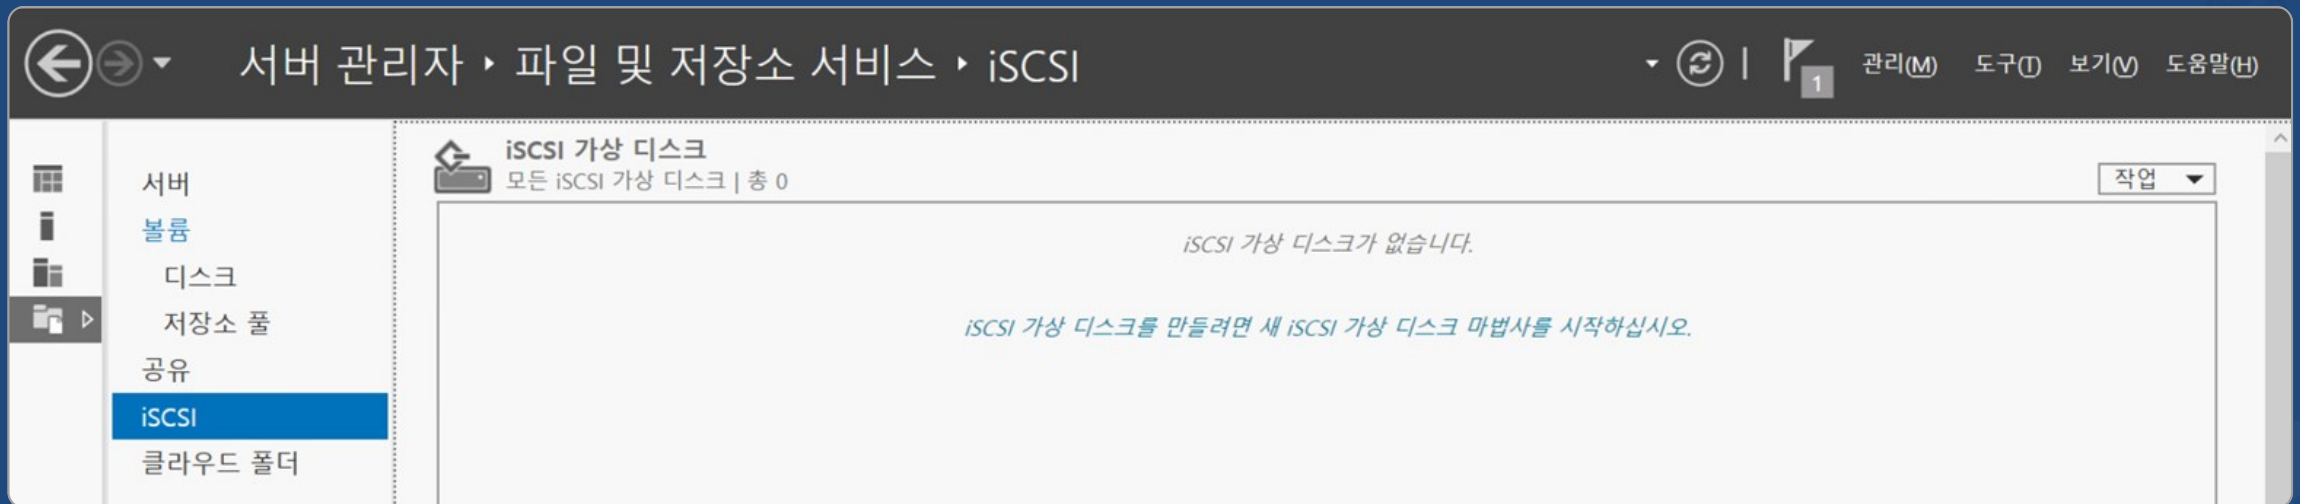 서버 관리자 ‣ 파일 및 저장소 서비스 ‣ iSCSI
1
관리(M) 도구(T) 보기(V) 도움말(H)
서버
볼륨
디스크
저장소 풀
공유
iSCSI
클라우드 폴더
iSCSI 가상 디스크
모든 iSCSI 가상 디스크 | 총 0
작업
iSCSI 가상 디스크가 없습니다.
iSCSI 가상 디스크를 만들려면 새 iSCSI 가상 디스크 마법사를 시작하십시오.